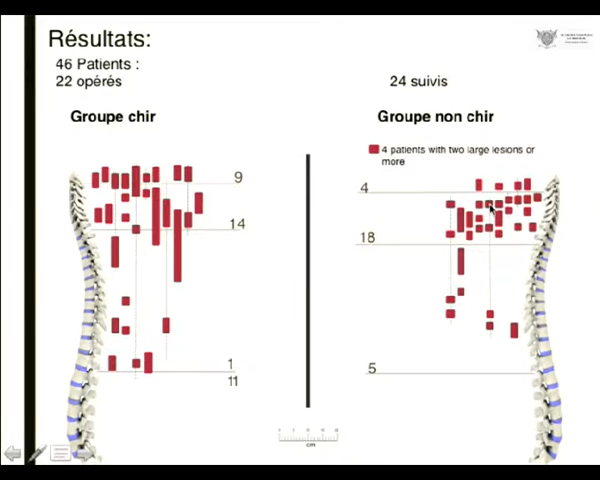 Résultats:
46 Patients :
22 opérés
24 suivis
Groupe chir
Groupe non chir
4 patients with two large lesions or
more
9
14
1
11
4
18
5
cm